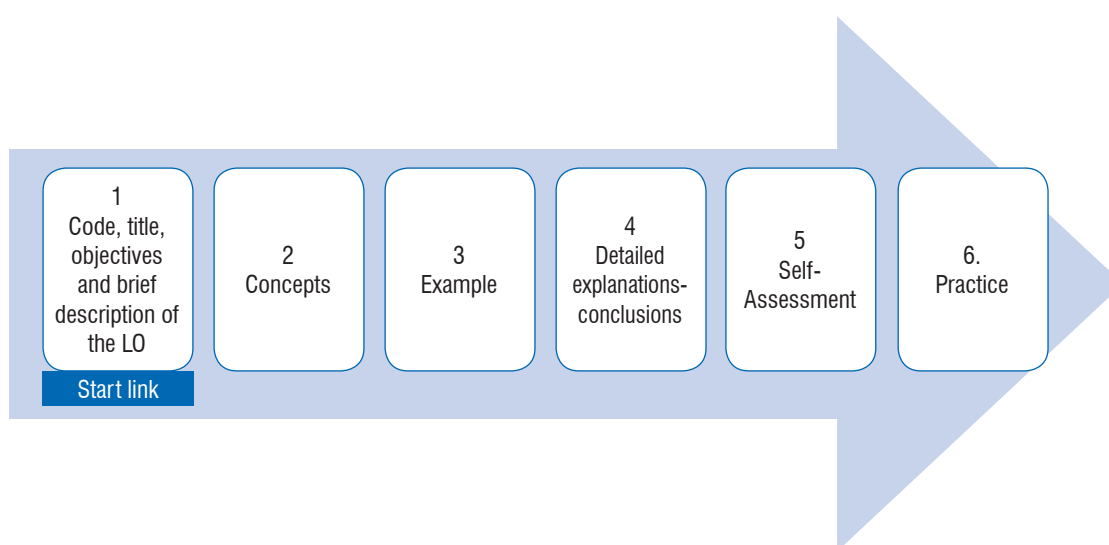 1
Code, title,
objectives
and brief
description of
the LO
Start link
2
Concepts
3
Example
4
Detailed
explanations-
conclusions
5
Self-
Assessment
6.
Practice